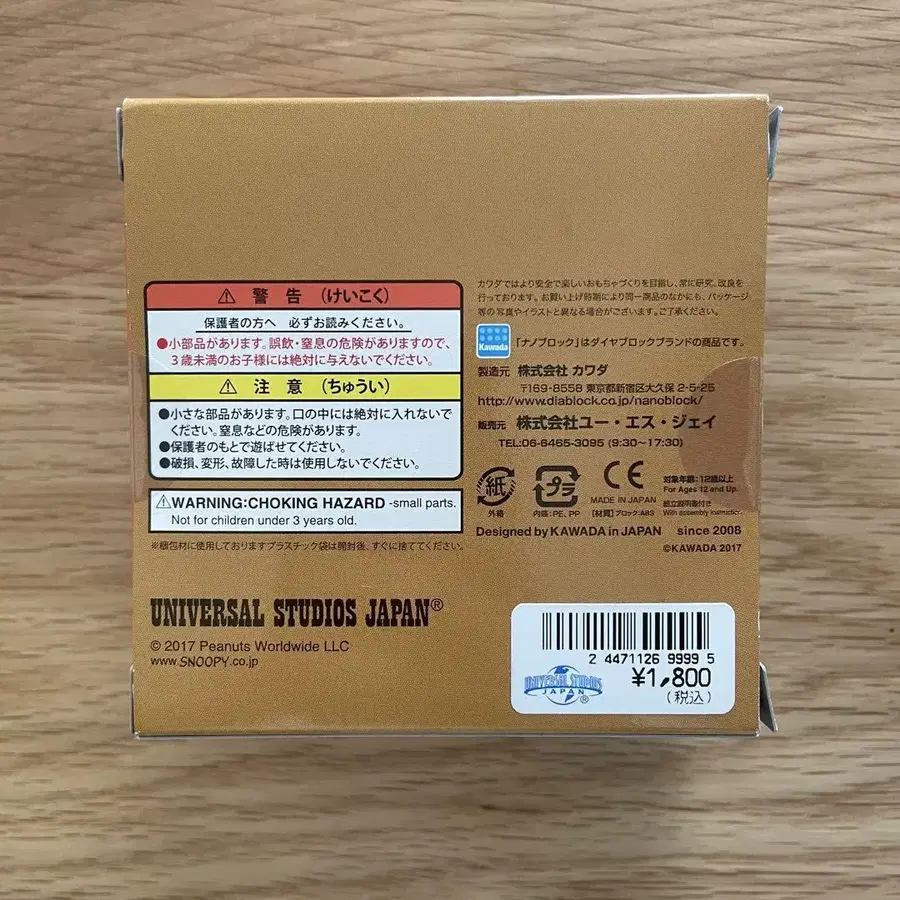 警告(けいこく)
保護者の方へ 必ずお読みください。
●小部品があります。誤飲・窒息の危険がありますので、
3歳未満のお子様には絶対に与えないでください。
注意(ちゅうい)
●小さな部品があります。口の中には絶対に入れないで
ください。窒息などの危険があります。
●保護者のもとで遊ばせてください。
●破損、変形、故障した時は使用しないでください。
WARNING:CHOKING HAZARD -small parts.
Not for children under 3 years old.
※梱包材に使用しておりますプラスチック袋は開封後、すぐに捨ててください。
カワダではより安全で楽しいおもちゃづくりを目指し、常に研究、改良を
行っております。お買い上げ時期により同一商品のなかにも、パッケージ
等の写真やイラストと異なる場合がございます。ご了承ください。
Kawada
「ナノブロック」はダイヤブロックブランドの商品です。
製造元 株式会社 カワダ
〒169-8558 東京都新宿区大久保 2-5-25
http://www.diablock.co.jp/nanoblock/
販売元 株式会社ユー・エス・ジェイ
TEL:06-6465-3095 (9:30~17:30)
紙
外箱
プラ
内袋:PE、PP
CE
MADE IN JAPAN
【材質】ブロック:ABS
対象年齢:12歳以上
For Ages 12 and Up.
組立説明書付き
With assembly instruction.
Designed by KAWADA in JAPAN since 2008
©KAWADA 2017
UNIVERSAL STUDIOS JAPAN®
© 2017 Peanuts Worldwide LLC
www.SNOOPY.co.jp
2 4471126 9999 5
UNIVERSAL STUDIOS
JAPAN
®
¥1,800
(税込)